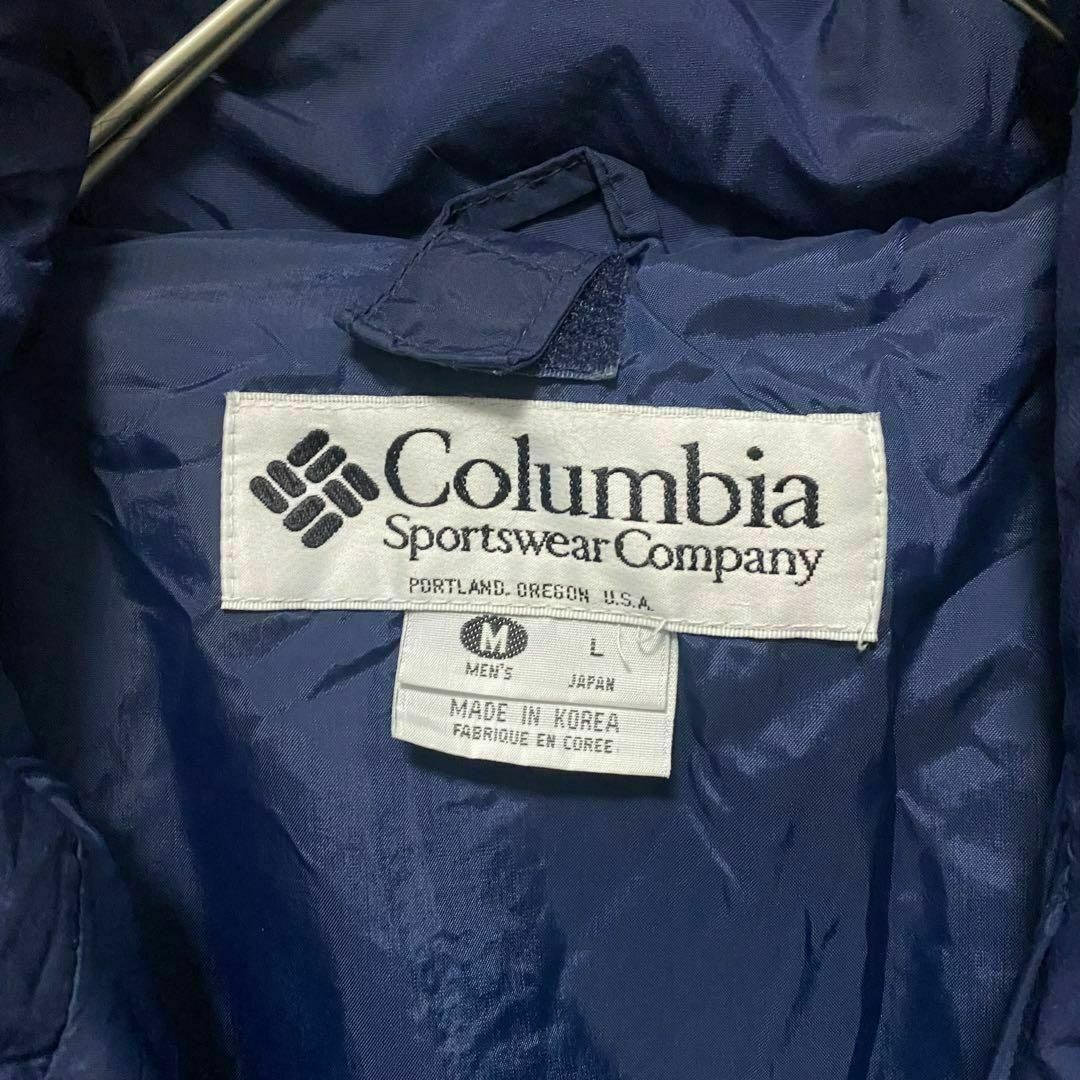 Columbia
Sportswear Company
PORTLAND. OREGON U.S.A.
M L
MEN'S JAPAN
MADE IN KOREA
FABRIQUE EN COREE